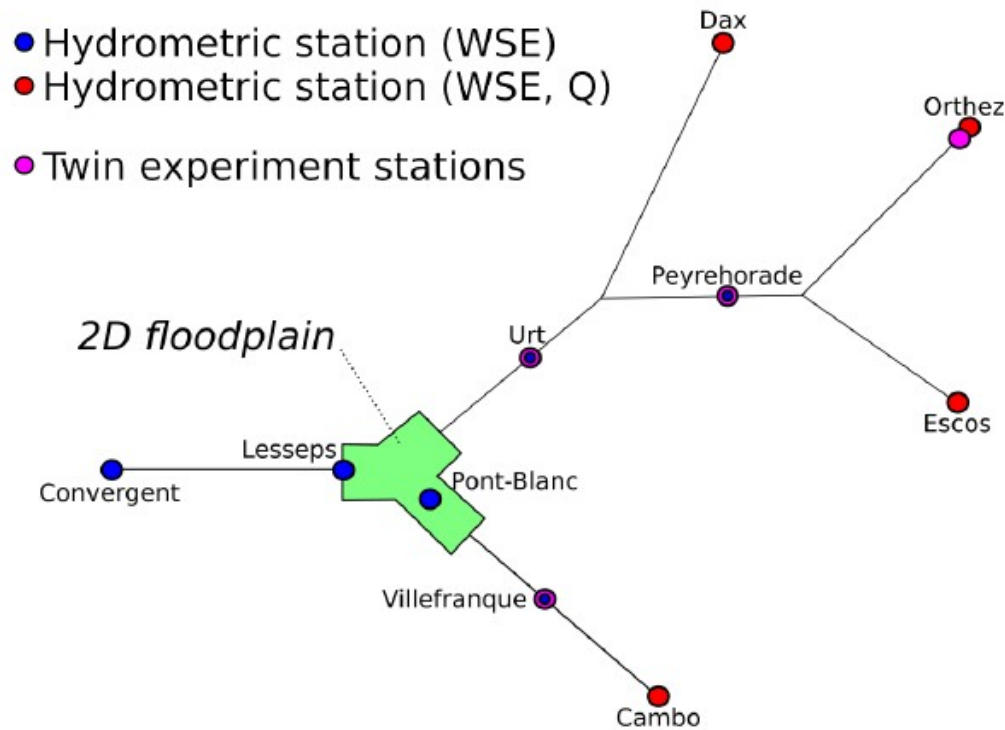 Hydrometric station (WSE)
Hydrometric station (WSE, Q)
Twin experiment stations
Dax
Orthez
Peyrehorade
Urt
2D floodplain
Escos
Lesseps
Pont-Blanc
Convergent
Villefranque
Cambo